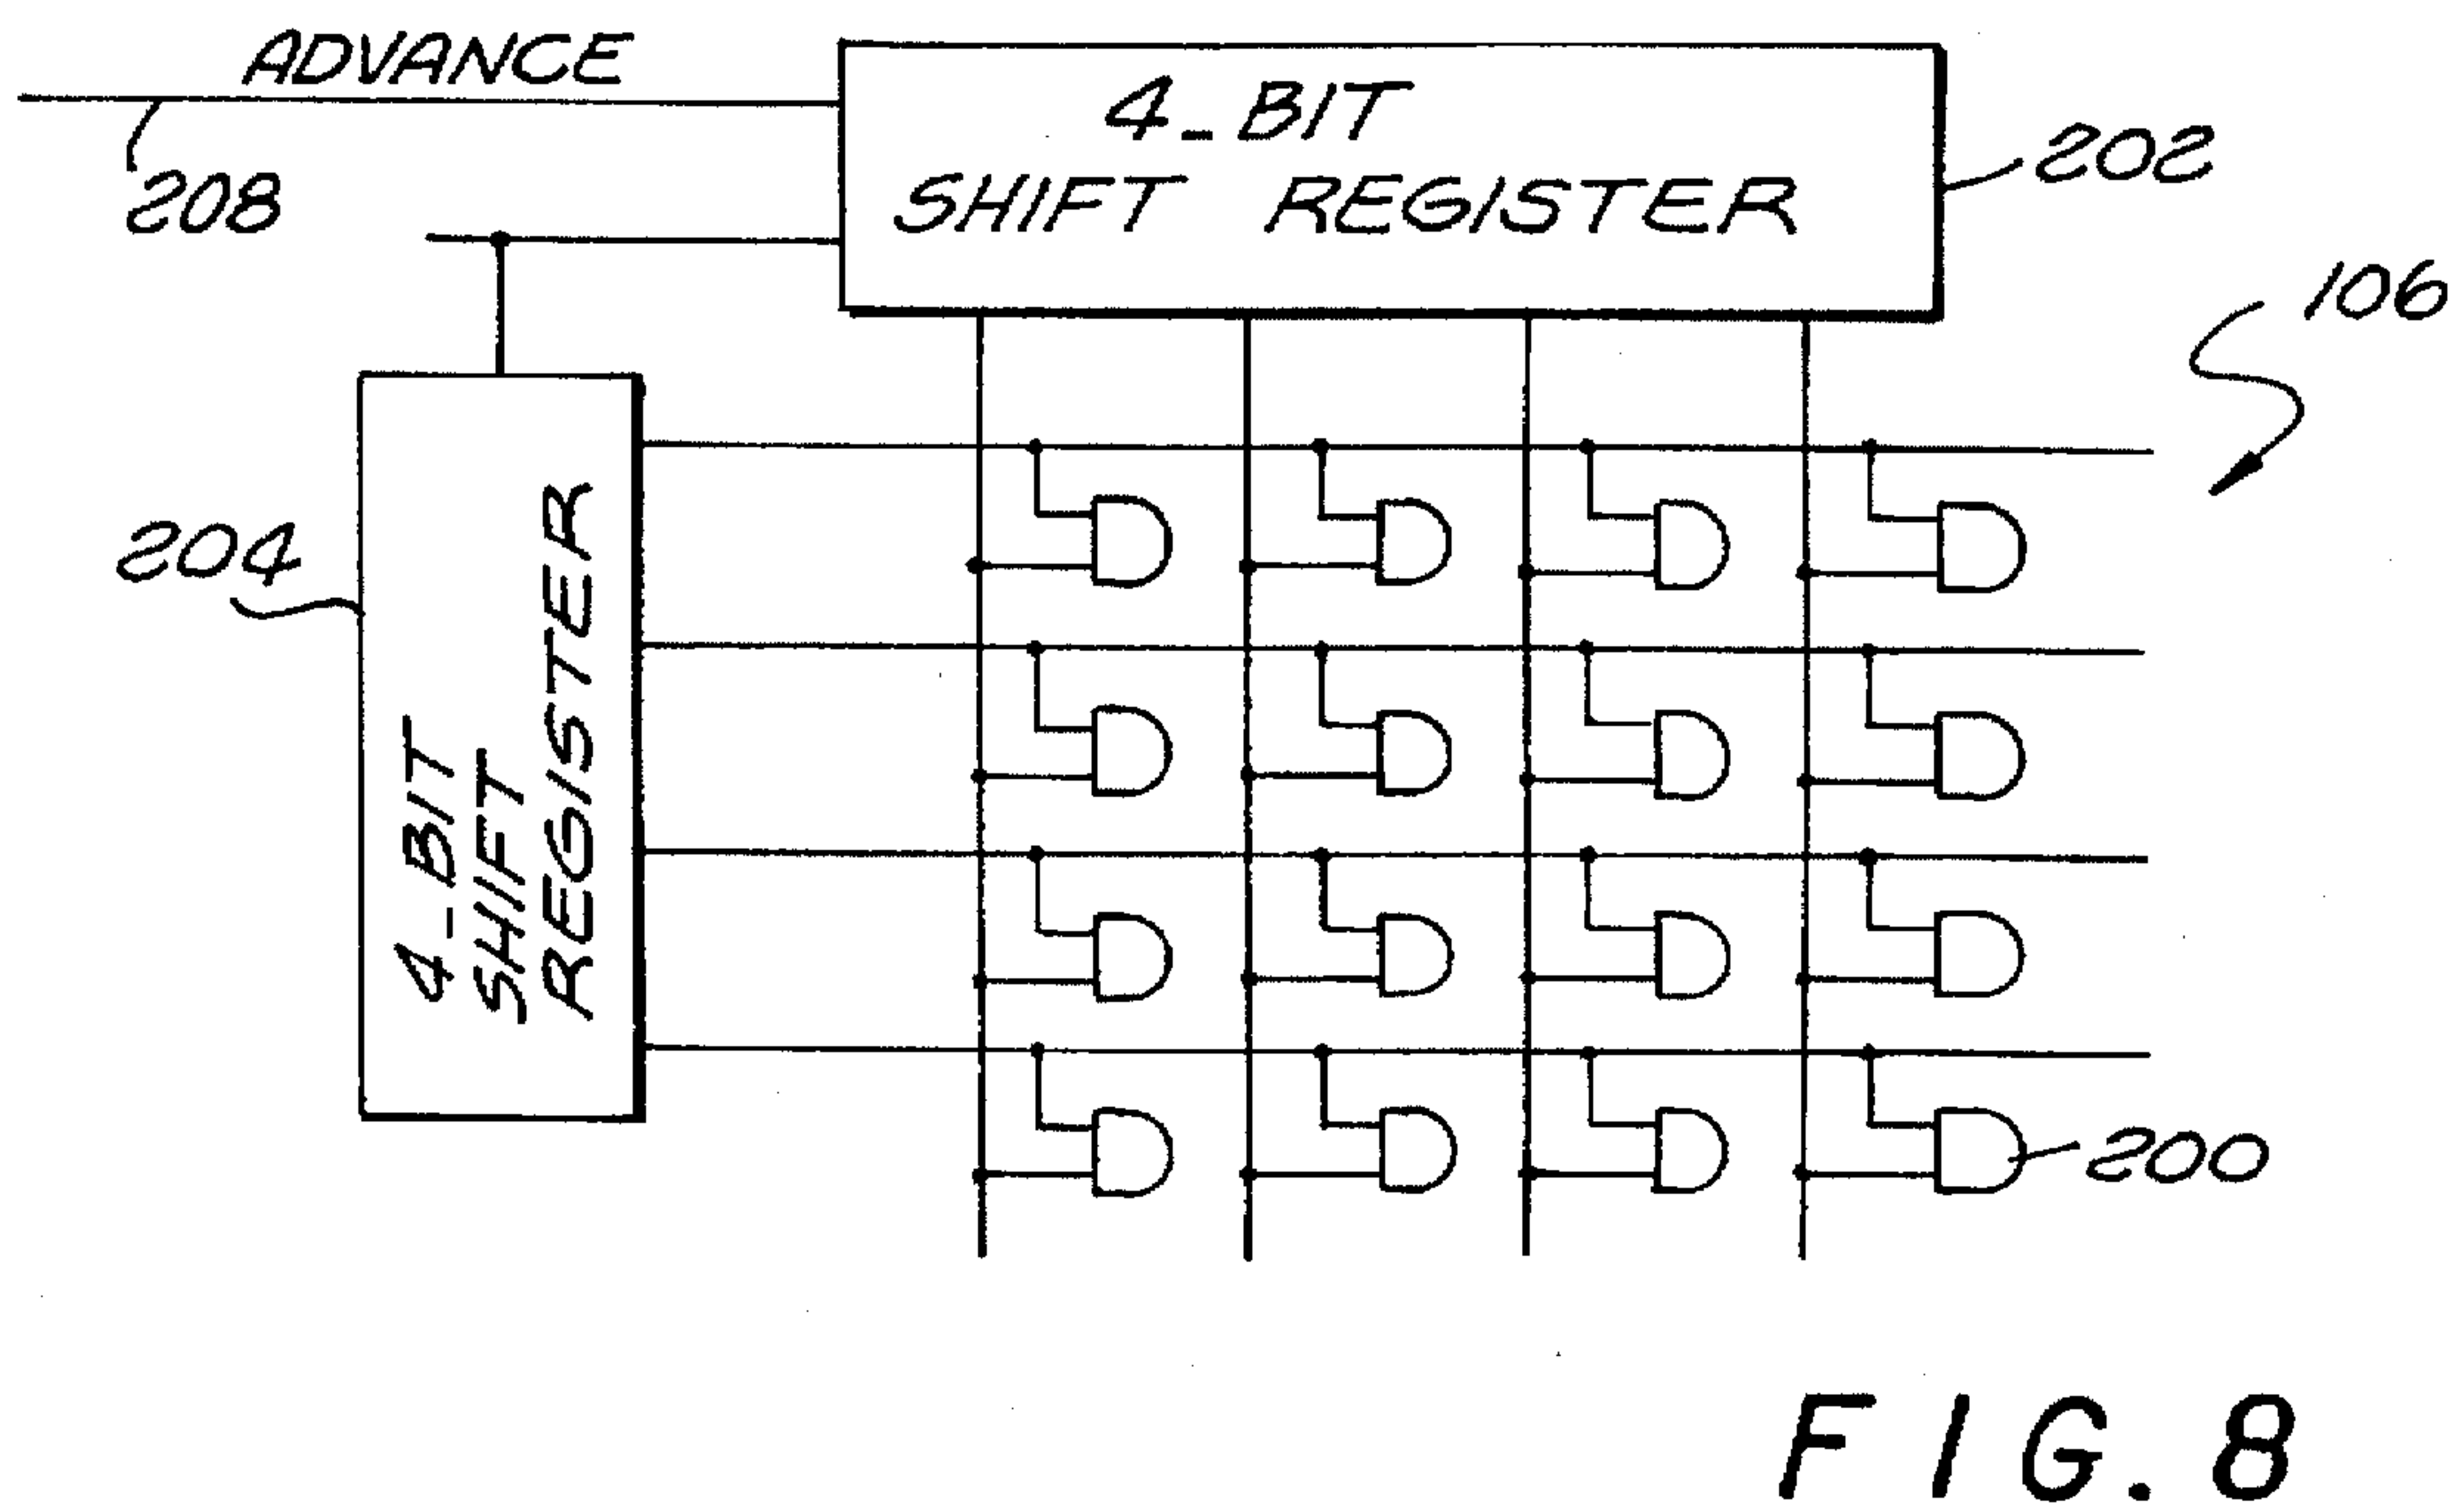 ADVANCE
208
4-BIT
SHIFT REGISTER
202
106
204
4-BIT
SHIFT
REGISTER
200
FIG. 8